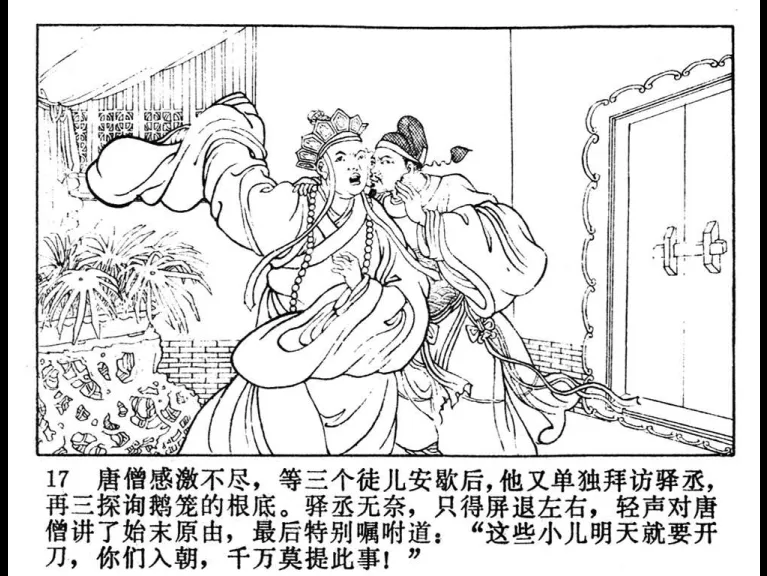 17 唐僧感激不尽，等三个徒儿安歇后，他又单独拜访驿丞，
再三探询鹅笼的根底。驿丞无奈，只得屏退左右，轻声对唐
僧讲了始末原由，最后特别嘱咐道：“这些小儿明天就要开
刀，你们入朝，千万莫提此事！”